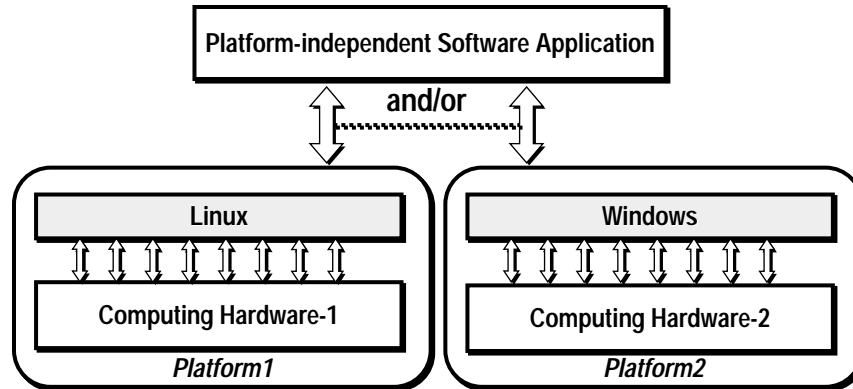 Platform-independent Software Application
and/or
Linux
Windows
Computing Hardware-1
Computing Hardware-2
Platform1
Platform2